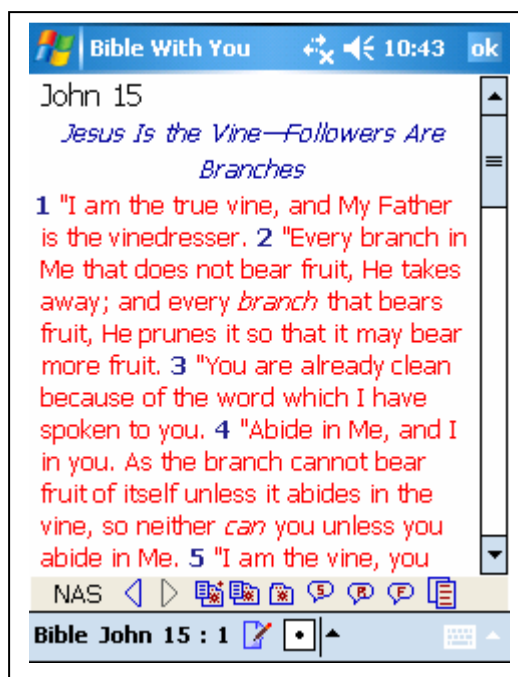 Bible With You 10:43 ok
John 15
Jesus Is the Vine—Followers Are
Branches
1 "I am the true vine, and My Father
is the vinedresser. 2 "Every branch in
Me that does not bear fruit, He takes
away; and every branch that bears
fruit, He prunes it so that it may bear
more fruit. 3 "You are already clean
because of the word which I have
spoken to you. 4 "Abide in Me, and I
in you. As the branch cannot bear
fruit of itself unless it abides in the
vine, so neither can you unless you
abide in Me. 5 "I am the vine, you
NAS S R F
Bible John 15 : 1